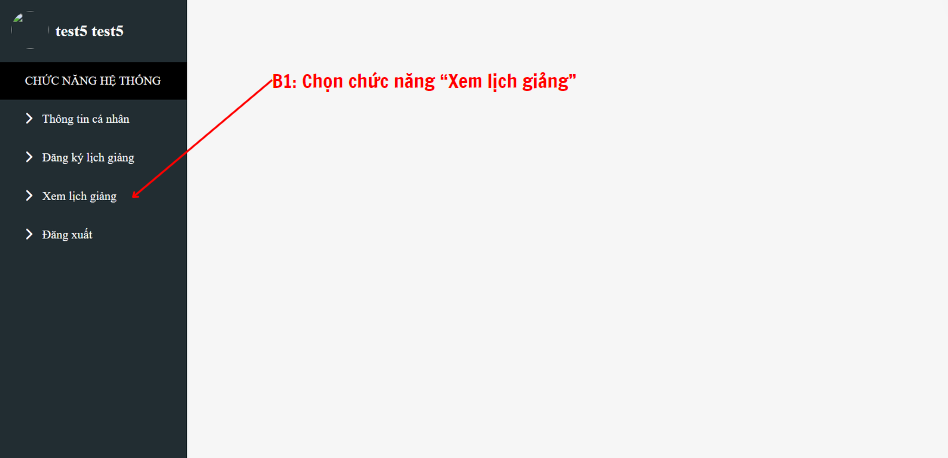 test5 test5
CHỨC NĂNG HỆ THỐNG
B1: Chọn chức năng “Xem lịch giảng”
Thông tin cá nhân
Đăng ký lịch giảng
Xem lịch giảng
Đăng xuất